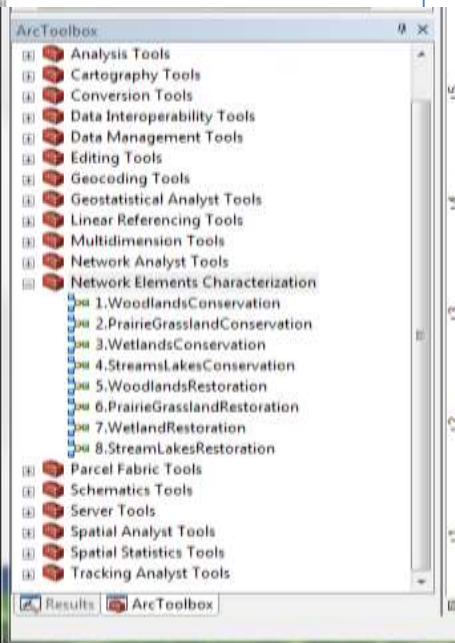 ArcToolbox
Analysis Tools
Cartography Tools
Conversion Tools
Data Interoperability Tools
Data Management Tools
Editing Tools
Geocoding Tools
Geostatistical Analyst Tools
Linear Referencing Tools
Multidimension Tools
Network Analyst Tools
Network Elements Characterization
1.WoodlandsConservation
2.PrairieGrasslandConservation
3.WetlandsConservation
4.StreamsLakesConservation
5.WoodlandsRestoration
6.PrairieGrasslandRestoration
7.WetlandRestoration
8.StreamLakesRestoration
Parcel Fabric Tools
Schematics Tools
Server Tools
Spatial Analyst Tools
Spatial Statistics Tools
Tracking Analyst Tools
Results
ArcToolbox